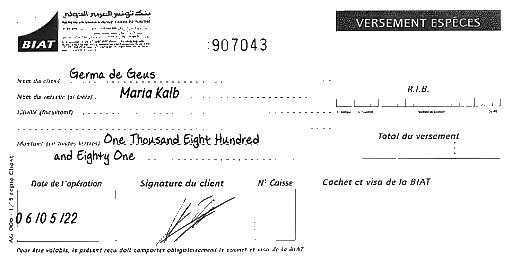 بنك تونس العربي الدولي
BIAT
VERSEMENT ESPÈCES
:907043
Nom du client Germa de Geus
Nom du verseur (si tiers) Maria Kalb
R.I.B.
Libellé (facultatif)
Montant (en toutes lettres) One Thousand Eight Hundred
and Eighty One
Total du versement
Date de l'opération
Signature du client
N° Caisse
Cachet et visa de la BIAT
06/05/22
Pour être valable, le présent reçu doit comporter obligatoirement le cachet et visa de la BIAT